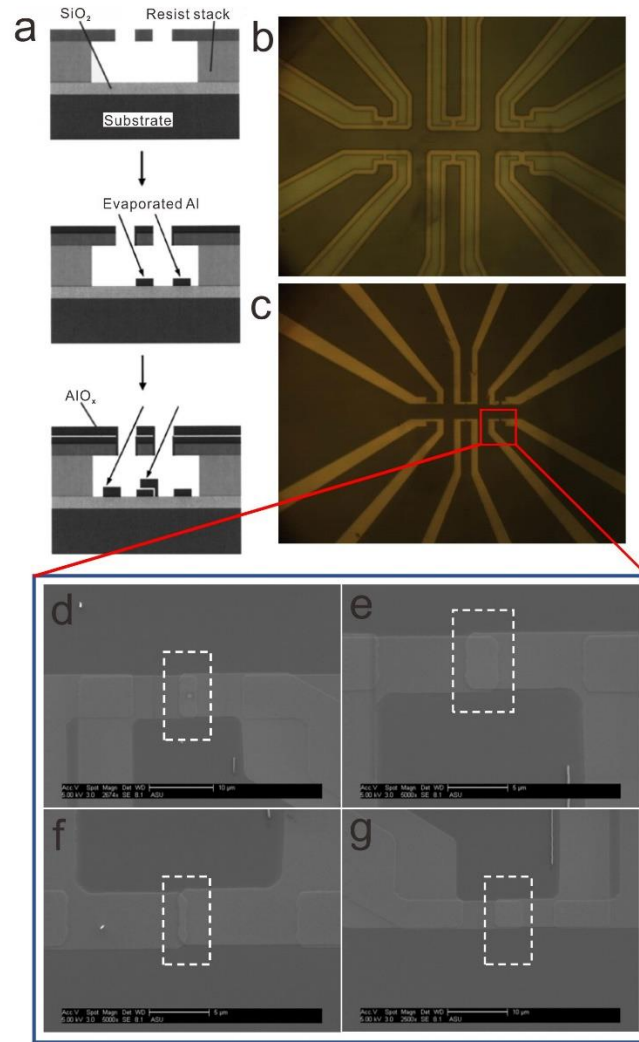 a
SiO₂
Resist stack
Substrate
Evaporated Al
AlOₓ
b
c
d
Acc.V Spot Magn Det WD
5.00 kV 3.0 2674x SE 8.1 ASU
10 µm
e
Acc.V Spot Magn Det WD
5.00 kV 3.0 5000x SE 8.1 ASU
5 µm
f
Acc.V Spot Magn Det WD
5.00 kV 3.0 5000x SE 8.1 ASU
5 µm
g
Acc.V Spot Magn Det WD
5.00 kV 3.0 2500x SE 8.1 ASU
10 µm